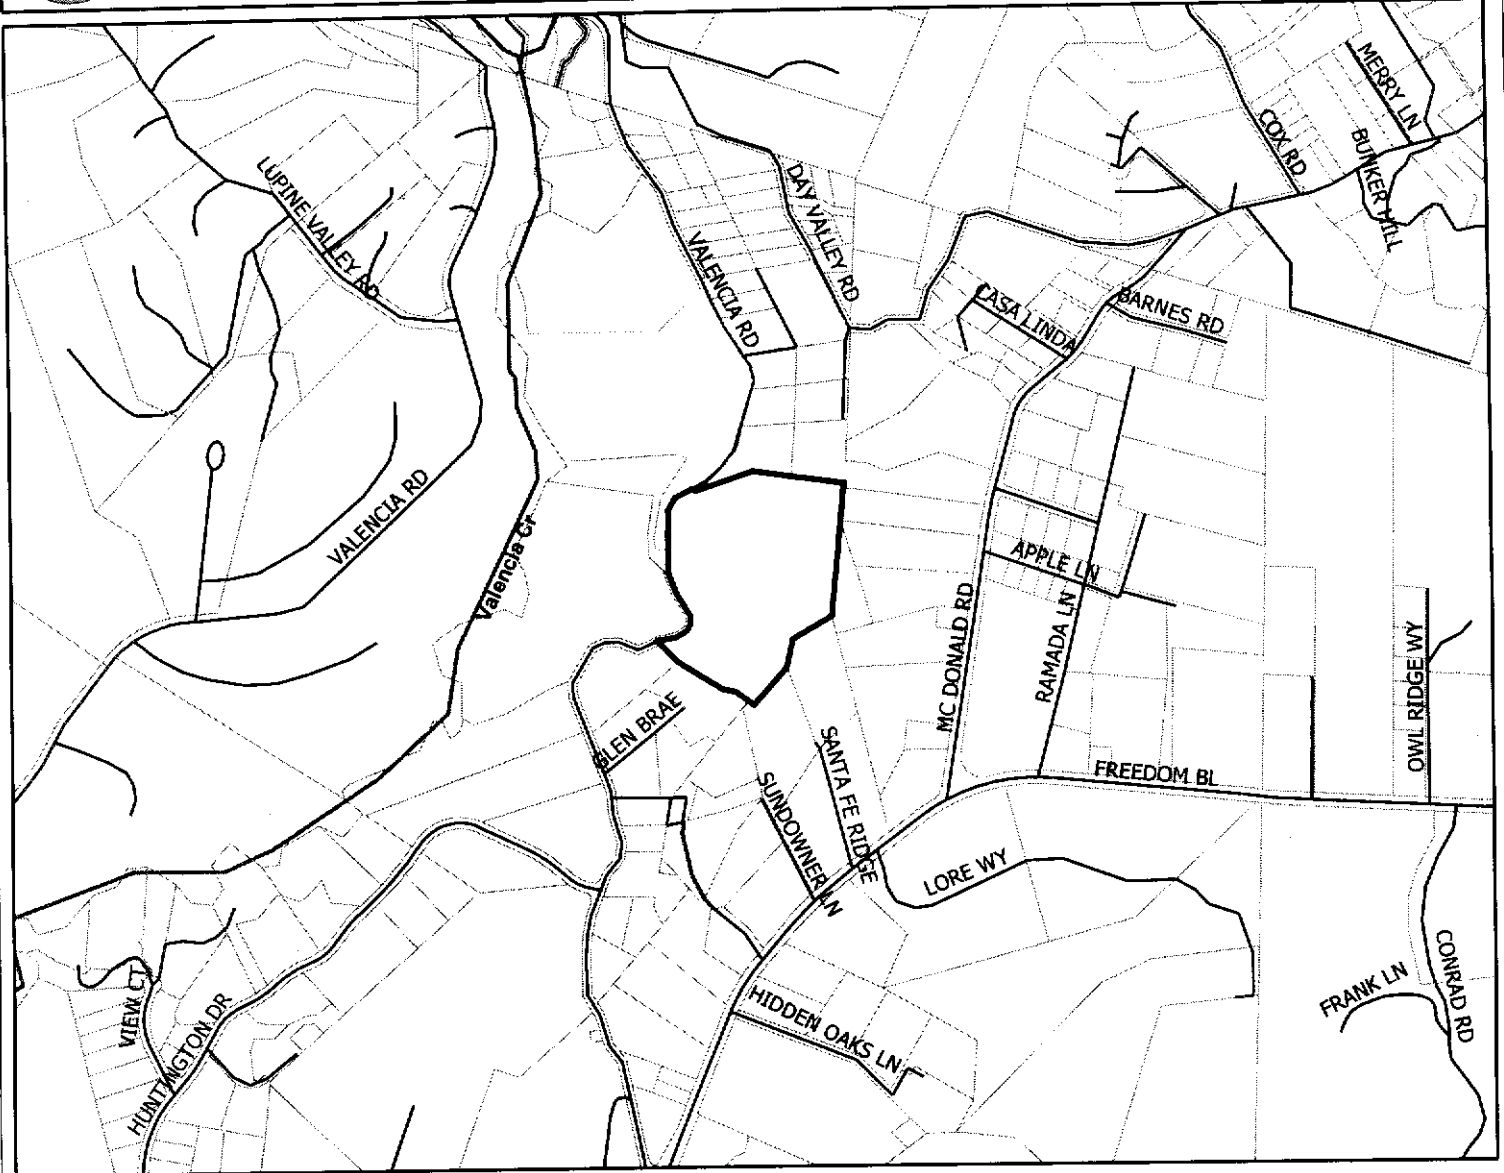 MERRY LN
COX RD
BUNKER HILL
LUPINE VALLEY RD
DAY VALLEY RD
VALENCIA RD
CASA LINDA
BARNES RD
VALENCIA RD
Valencia Cr
APPLE LN
MC DONALD RD
RAMADA LN
OWL RIDGE WY
GLEN BRAE
SANTA FE RIDGE
SUNDOWNER LN
FREEDOM BL
LORE WY
CONRAD RD
FRANK LN
VIEW CT
HUNTINGTON DR
HIDDEN OAKS LN